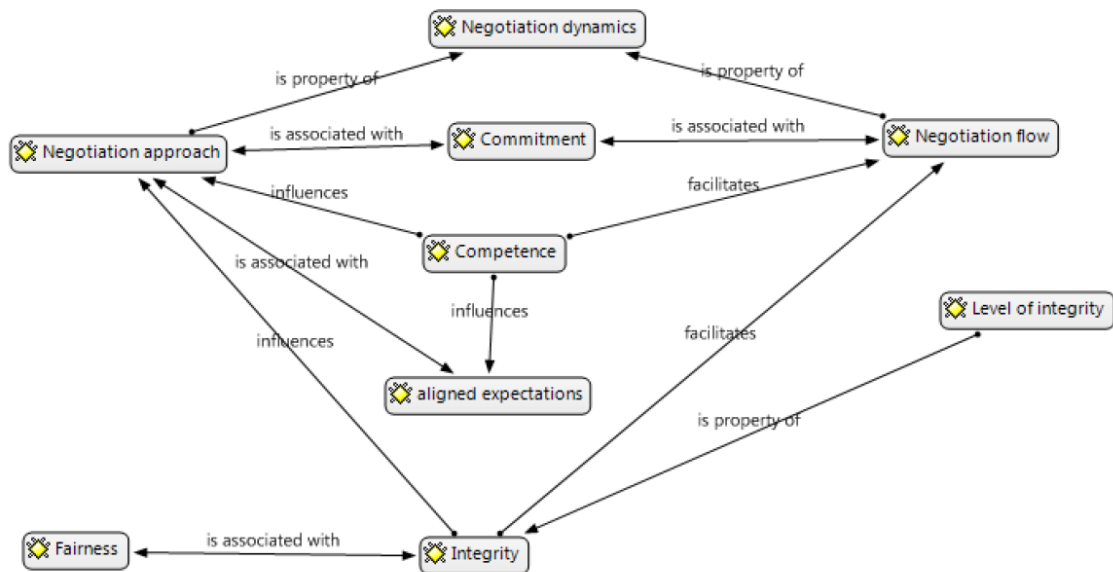 Negotiation dynamics
is property of
is property of
Negotiation approach
is associated with
Commitment
is associated with
Negotiation flow
influences
facilitates
Competence
is associated with
influences
Level of integrity
influences
facilitates
aligned expectations
is property of
Fairness
is associated with
Integrity